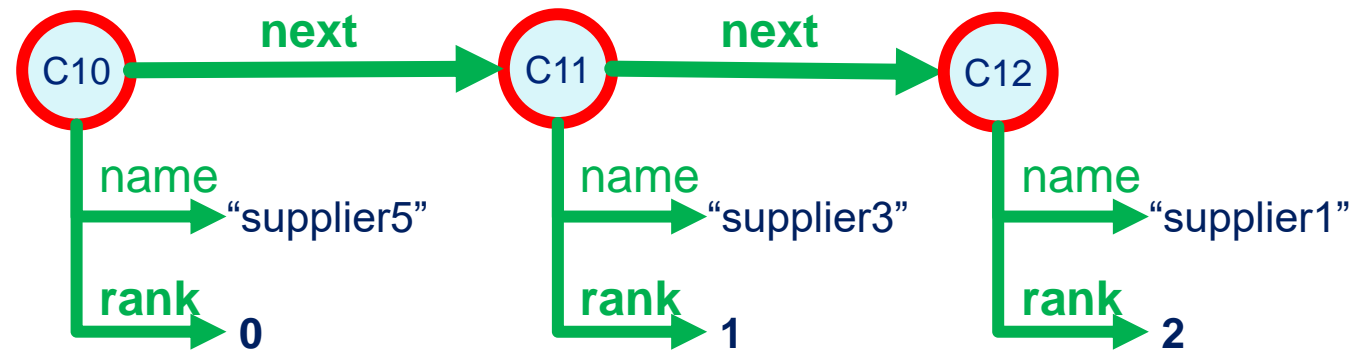 next next
C10 C11 C12
name name name
“supplier5” “supplier3” “supplier1”
rank rank rank
0 1 2